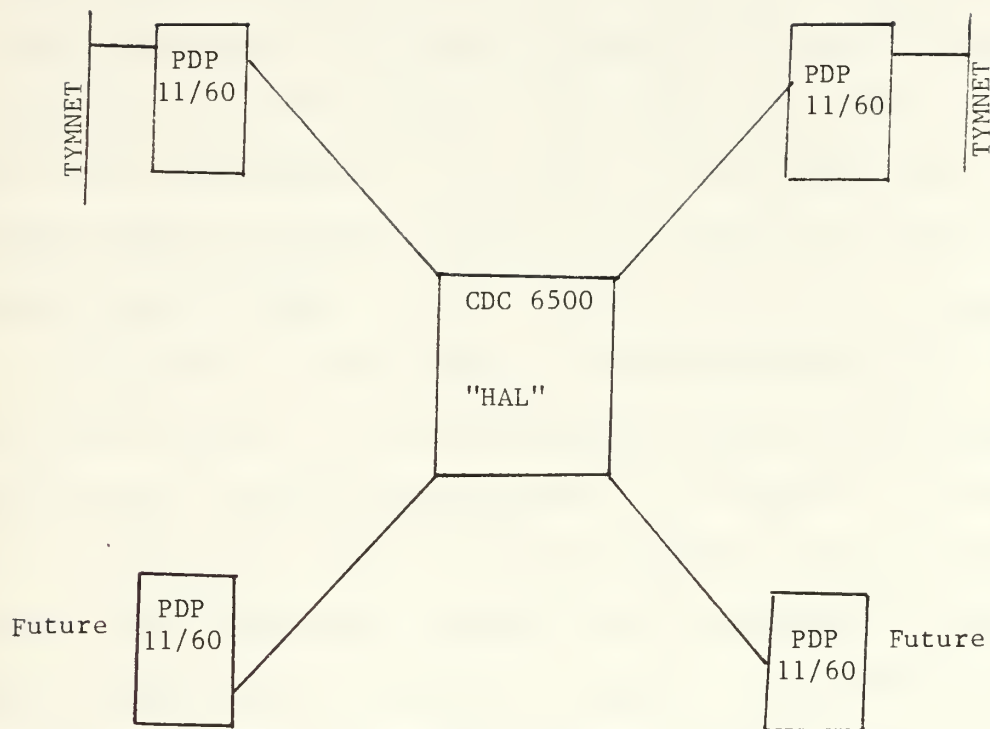 TYMNET
PDP
11/60
PDP
11/60
TYMNET
CDC 6500
"HAL"
Future
PDP
11/60
PDP
11/60
Future